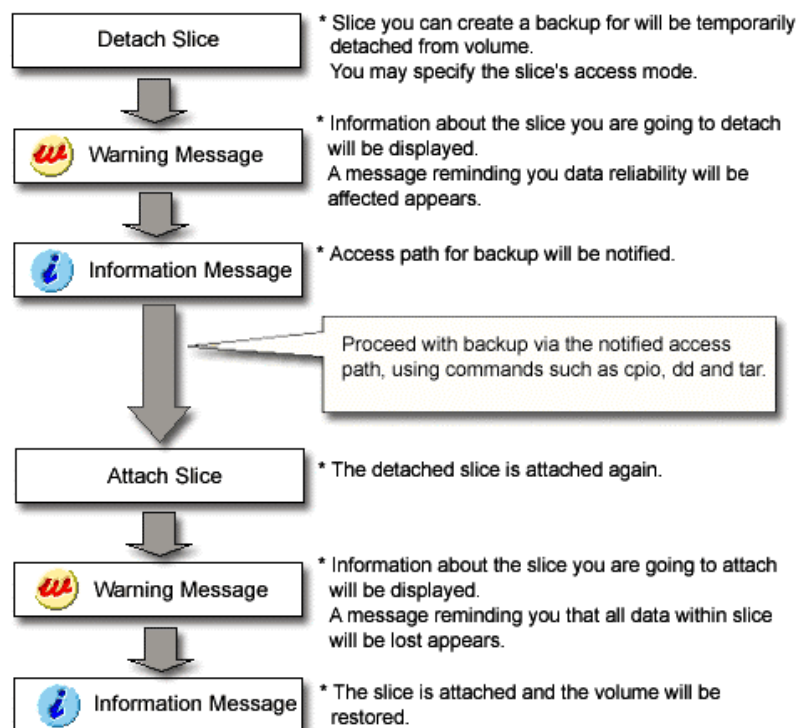 Detach Slice
* Slice you can create a backup for will be temporarily
detached from volume.
You may specify the slice's access mode.
Warning Message
* Information about the slice you are going to detach
will be displayed.
A message reminding you data reliability will be
affected appears.
Information Message
* Access path for backup will be notified.
Proceed with backup via the notified access
path, using commands such as cpio, dd and tar.
Attach Slice
* The detached slice is attached again.
Warning Message
* Information about the slice you are going to attach
will be displayed.
A message reminding you that all data within slice
will be lost appears.
Information Message
* The slice is attached and the volume will be
restored.